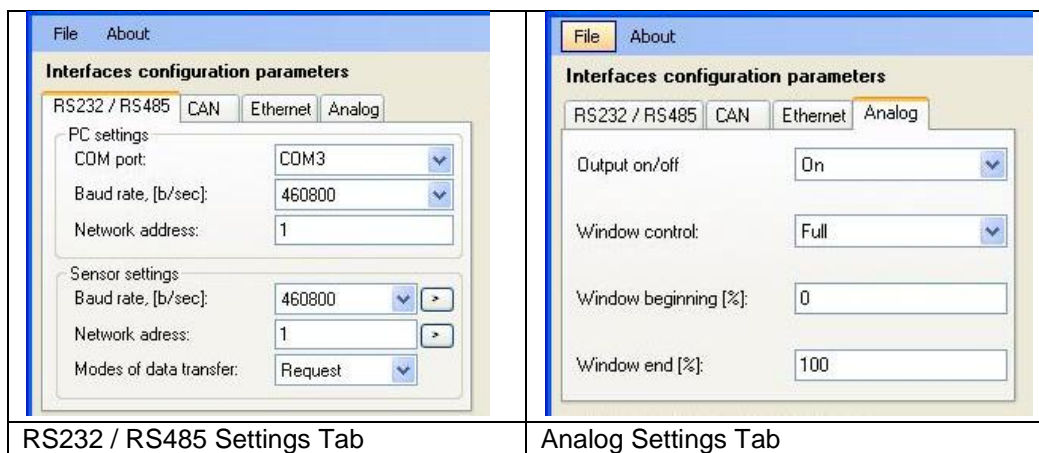 File About
Interfaces configuration parameters
RS232 / RS485 CAN Ethernet Analog
PC settings
COM port: COM3
Baud rate, [b/sec]: 460800
Network address: 1
Sensor settings
Baud rate, [b/sec]: 460800 >
Network adress: 1 >
Modes of data transfer: Request
RS232 / RS485 Settings Tab
File About
Interfaces configuration parameters
RS232 / RS485 CAN Ethernet Analog
Output on/off On
Window control: Full
Window beginning [%]: 0
Window end [%]: 100
Analog Settings Tab